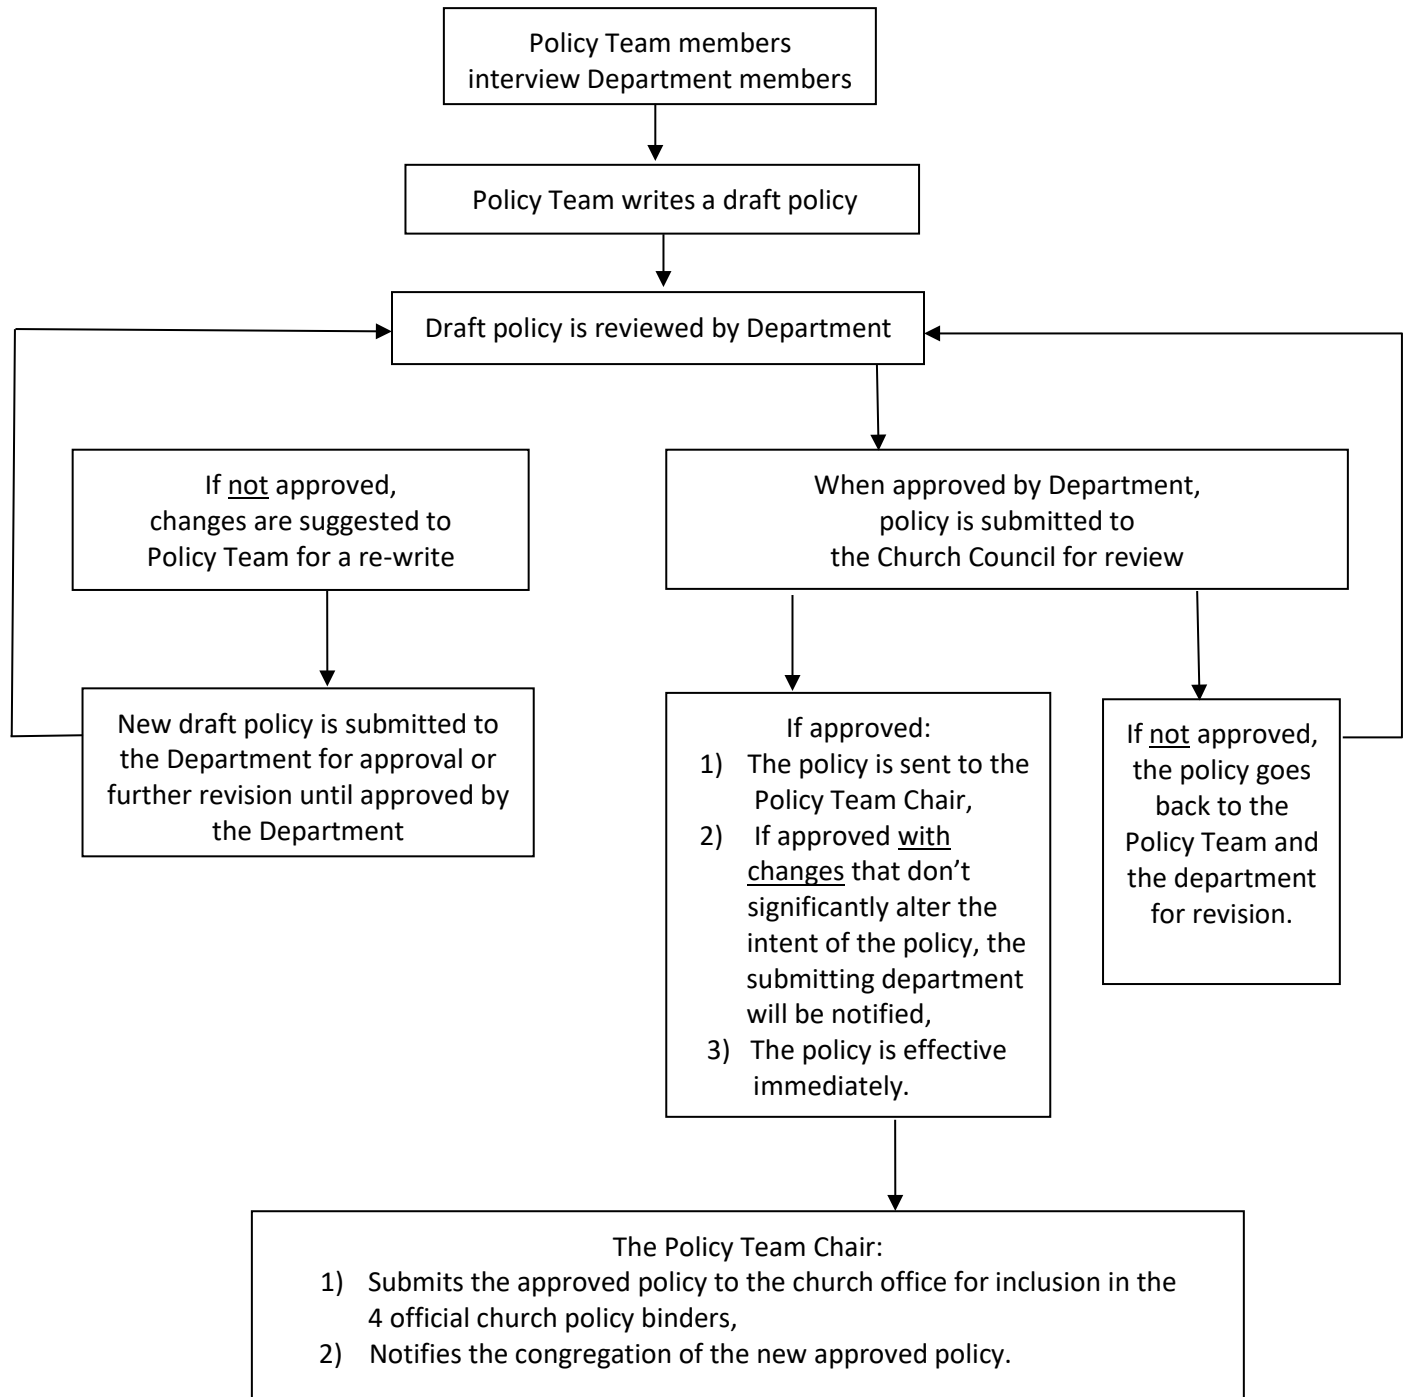 Policy Team members
interview Department members
Policy Team writes a draft policy
Draft policy is reviewed by Department
If not approved,
changes are suggested to
Policy Team for a re-write
When approved by Department,
policy is submitted to
the Church Council for review
New draft policy is submitted to
the Department for approval or
further revision until approved by
the Department
If approved:
1) The policy is sent to the
Policy Team Chair,
2) If approved with
changes that don’t
significantly alter the
intent of the policy, the
submitting department
will be notified,
3) The policy is effective
immediately.
If not approved,
the policy goes
back to the
Policy Team and
the department
for revision.
The Policy Team Chair:
1) Submits the approved policy to the church office for inclusion in the
4 official church policy binders,
2) Notifies the congregation of the new approved policy.